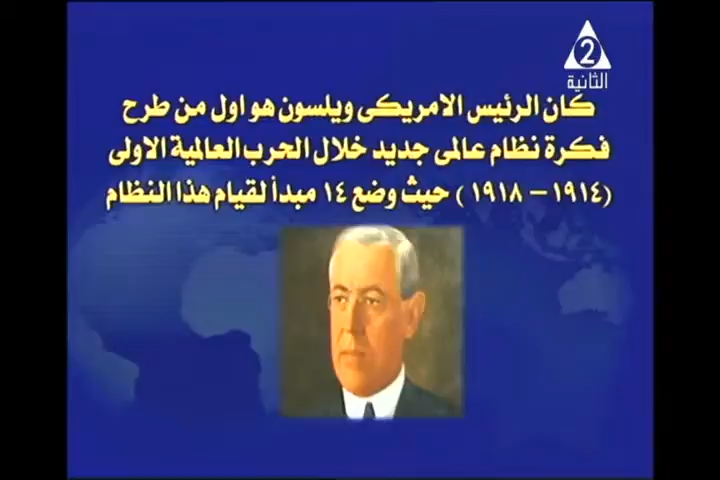 2
الثانية
كان الرئيس الامريكى ويلسون هو اول من طرح
فكرة نظام عالمى جديد خلال الحرب العالمية الاولى
(١٩١٤ – ١٩١٨) حيث وضع ١٤ مبدأ لقيام هذا النظام